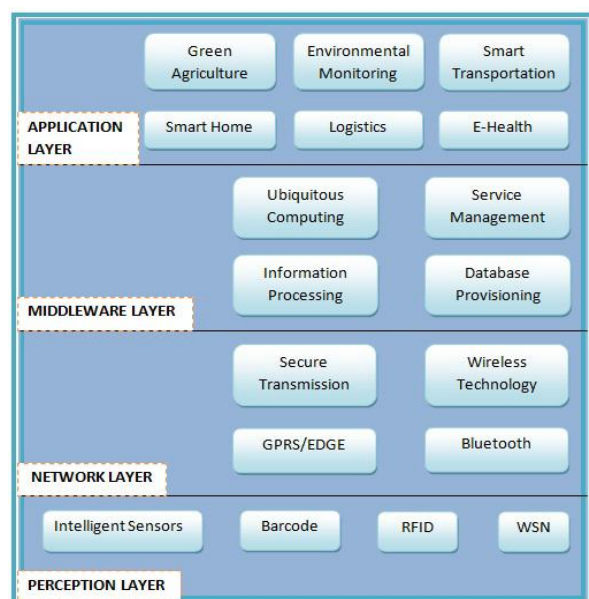 Green
Agriculture
Environmental
Monitoring
Smart
Transportation
APPLICATION
LAYER
Smart Home
Logistics
E-Health
Ubiquitous
Computing
Service
Management
Information
Processing
Database
Provisioning
MIDDLEWARE LAYER
Secure
Transmission
Wireless
Technology
GPRS/EDGE
Bluetooth
NETWORK LAYER
Intelligent Sensors
Barcode
RFID
WSN
PERCEPTION LAYER